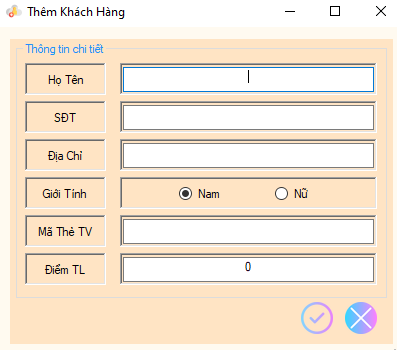 Thêm Khách Hàng
Thông tin chi tiết
Họ Tên
SĐT
Địa Chỉ
Giới Tính Nam Nữ
Mã Thẻ TV
Điểm TL 0